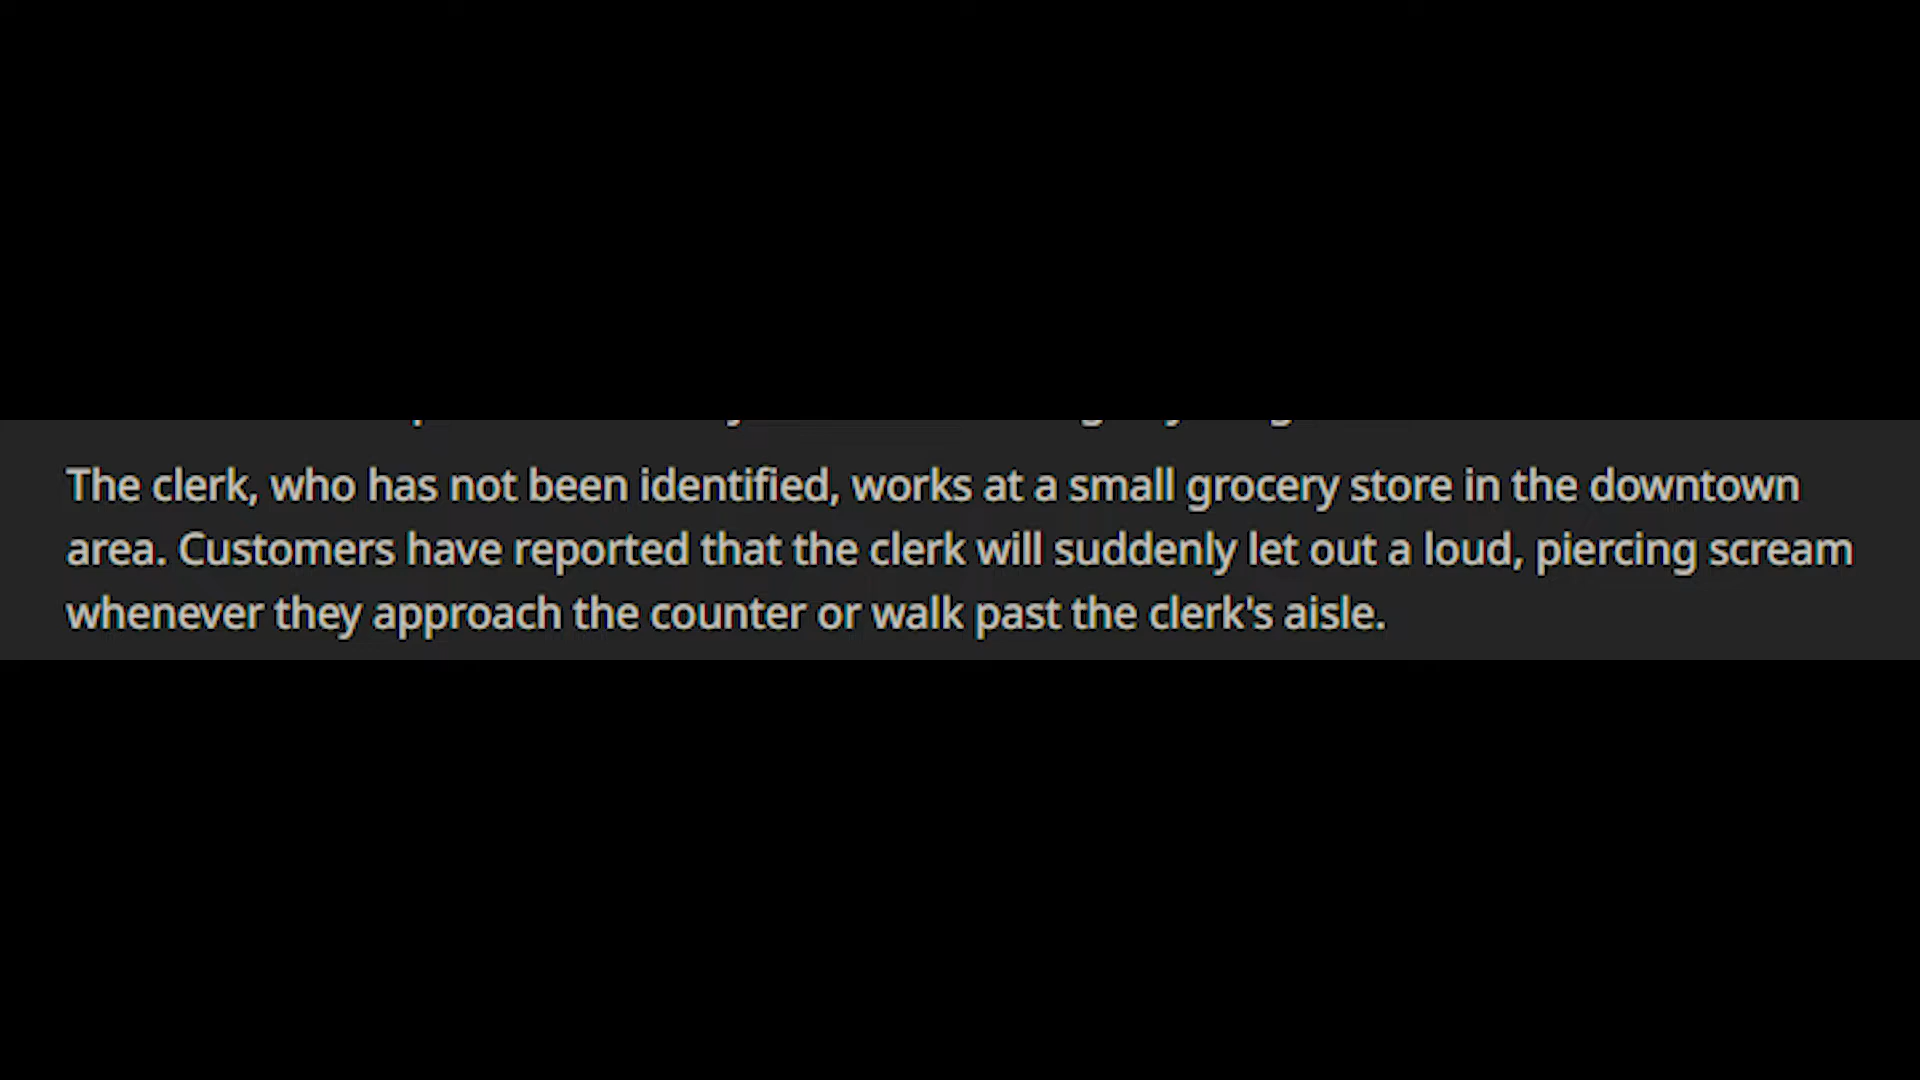 The clerk, who has not been identified, works at a small grocery store in the downtown
area. Customers have reported that the clerk will suddenly let out a loud, piercing scream
whenever they approach the counter or walk past the clerk's aisle.